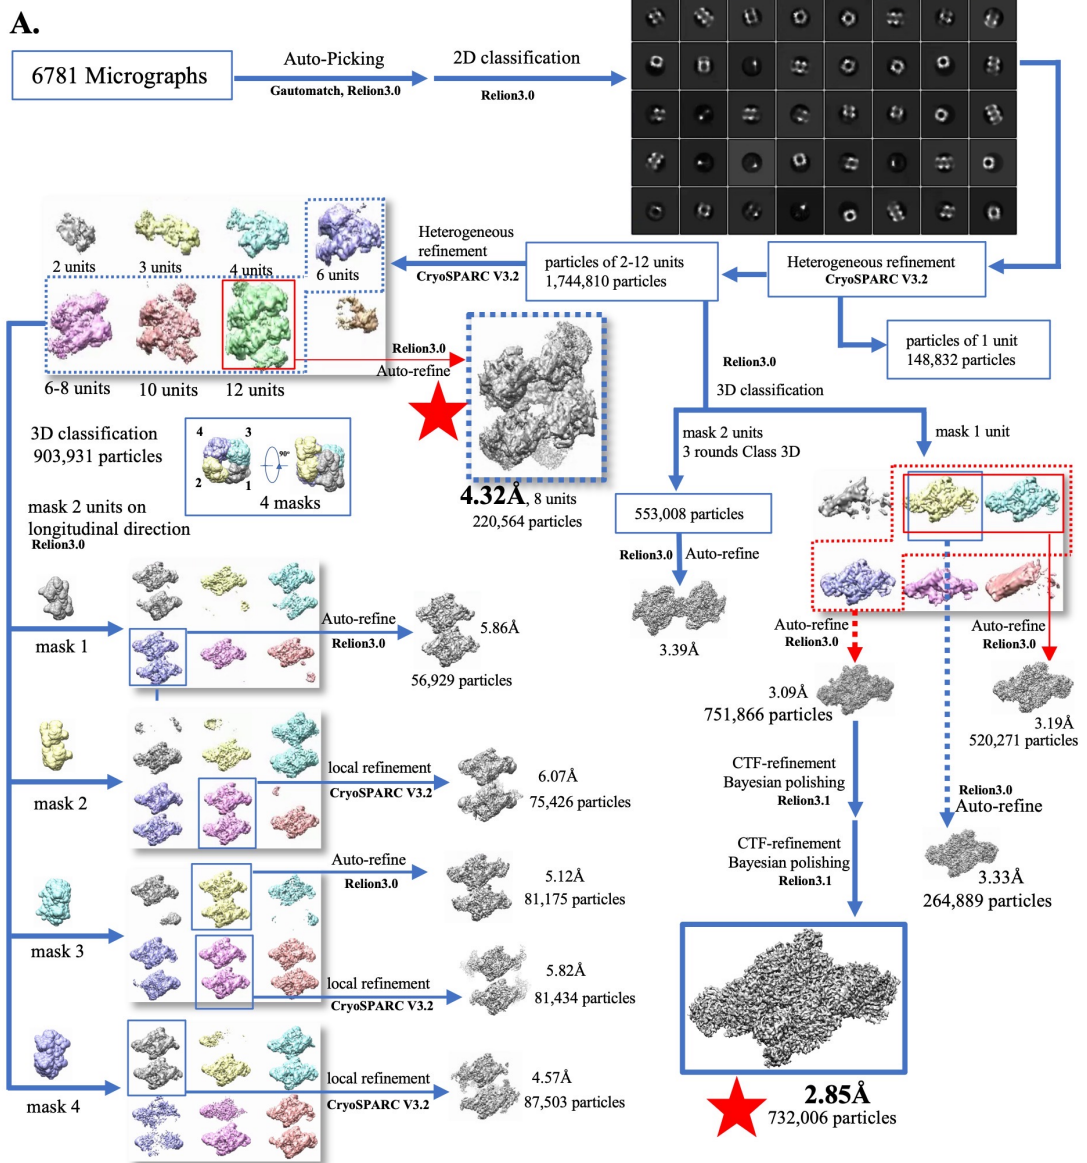 A.
6781 Micrographs
Auto-Picking
Gautomatch, Relion3.0
2D classification
Relion3.0
Heterogeneous refinement
CryoSPARC V3.2
particles of 1 unit
148,832 particles
particles of 2-12 units
1,744,810 particles
Heterogeneous
refinement
CryoSPARC V3.2
2 units
3 units
4 units
6 units
6-8 units
10 units
12 units
Relion3.0
Auto-refine
4.32Å, 8 units
220,564 particles
3D classification
903,931 particles
4
3
2
1
90°
4 masks
mask 2 units on
longitudinal direction
Relion3.0
mask 1
Auto-refine
Relion3.0
5.86Å
56,929 particles
mask 2
local refinement
CryoSPARC V3.2
6.07Å
75,426 particles
mask 3
Auto-refine
Relion3.0
5.12Å
81,175 particles
local refinement
CryoSPARC V3.2
5.82Å
81,434 particles
mask 4
local refinement
CryoSPARC V3.2
4.57Å
87,503 particles
Relion3.0
3D classification
mask 2 units
3 rounds Class 3D
553,008 particles
Relion3.0
Auto-refine
3.39Å
mask 1 unit
Auto-refine
Relion3.0
3.09Å
751,866 particles
CTF-refinement
Bayesian polishing
Relion3.1
CTF-refinement
Bayesian polishing
Relion3.1
2.85Å
732,006 particles
Auto-refine
Relion3.0
3.19Å
520,271 particles
Relion3.0
Auto-refine
3.33Å
264,889 particles